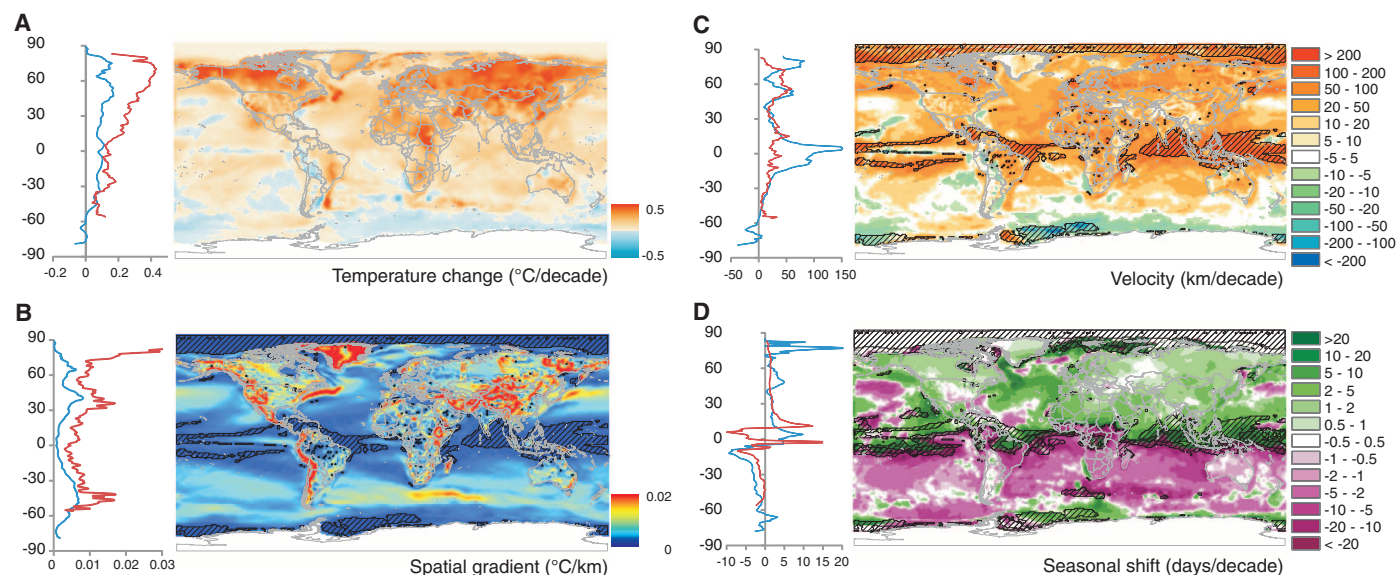 A
90
60
30
0
-30
-60
-90
-0.2 0 0.2 0.4
0.5
-0.5
Temperature change (°C/decade)
B
90
60
30
0
-30
-60
-90
0 0.01 0.02 0.03
0.02
0
Spatial gradient (°C/km)
C
90
60
30
0
-30
-60
-90
-50 0 50 100 150
> 200
100 - 200
50 - 100
20 - 50
10 - 20
5 - 10
-5 - 5
-10 - -5
-20 - -10
-50 - -20
-100 - -50
-200 - -100
< -200
Velocity (km/decade)
D
90
60
30
0
-30
-60
-90
-10 -5 0 5 10 15 20
>20
10 - 20
5 - 10
2 - 5
1 - 2
0.5 - 1
-0.5 - 0.5
-1 - -0.5
-2 - -1
-5 - -2
-10 - -5
-20 - -10
< -20
Seasonal shift (days/decade)